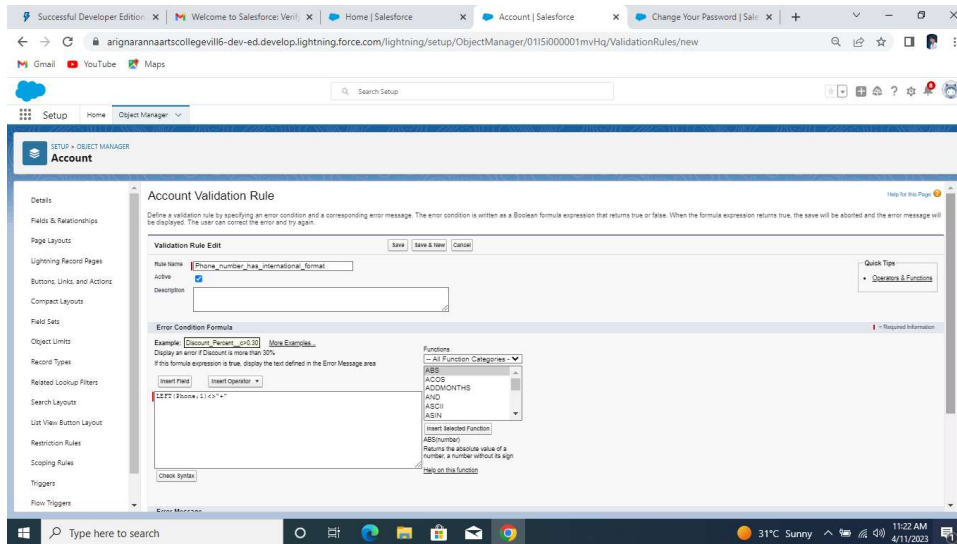 Successful Developer Edition
Welcome to Salesforce: Verify
Home | Salesforce
Account | Salesforce
Change Your Password | Sale
arignarannaartscollegevill6-dev-ed.develop.lightning.force.com/lightning/setup/ObjectManager/01I5i000001mvHq/ValidationRules/new
Gmail YouTube Maps
Search Setup
Setup Home Object Manager
SETUP > OBJECT MANAGER
Account
Details
Fields & Relationships
Page Layouts
Lightning Record Pages
Buttons, Links, and Actions
Compact Layouts
Field Sets
Object Limits
Record Types
Related Lookup Filters
Search Layouts
List View Button Layout
Restriction Rules
Scoping Rules
Triggers
Flow Triggers
Account Validation Rule
Help for this Page
Define a validation rule by specifying an error condition and a corresponding error message. The error condition is written as a Boolean formula expression that returns true or false. When the formula expression returns true, the save will be aborted and the error message will
be displayed. The user can correct the error and try again.
Validation Rule Edit
Save Save & New Cancel
Rule Name Phone_number_has_international_format
Active
Description
Quick Tips
• Operators & Functions
Error Condition Formula
= Required Information
Example: Discount_Percent__c>0.30 More Examples...
Display an error if Discount is more than 30%
If this formula expression is true, display the text defined in the Error Message area
Insert Field Insert Operator
LEFT(Phone,1)<>"+"
Check Syntax
Functions
-- All Function Categories --
ABS
ACOS
ADDMONTHS
AND
ASCII
ASIN
Insert Selected Function
ABS(number)
Returns the absolute value of a
number, a number without its sign
Help on this function
Error Message
Type here to search
31°C Sunny
11:22 AM
4/11/2023